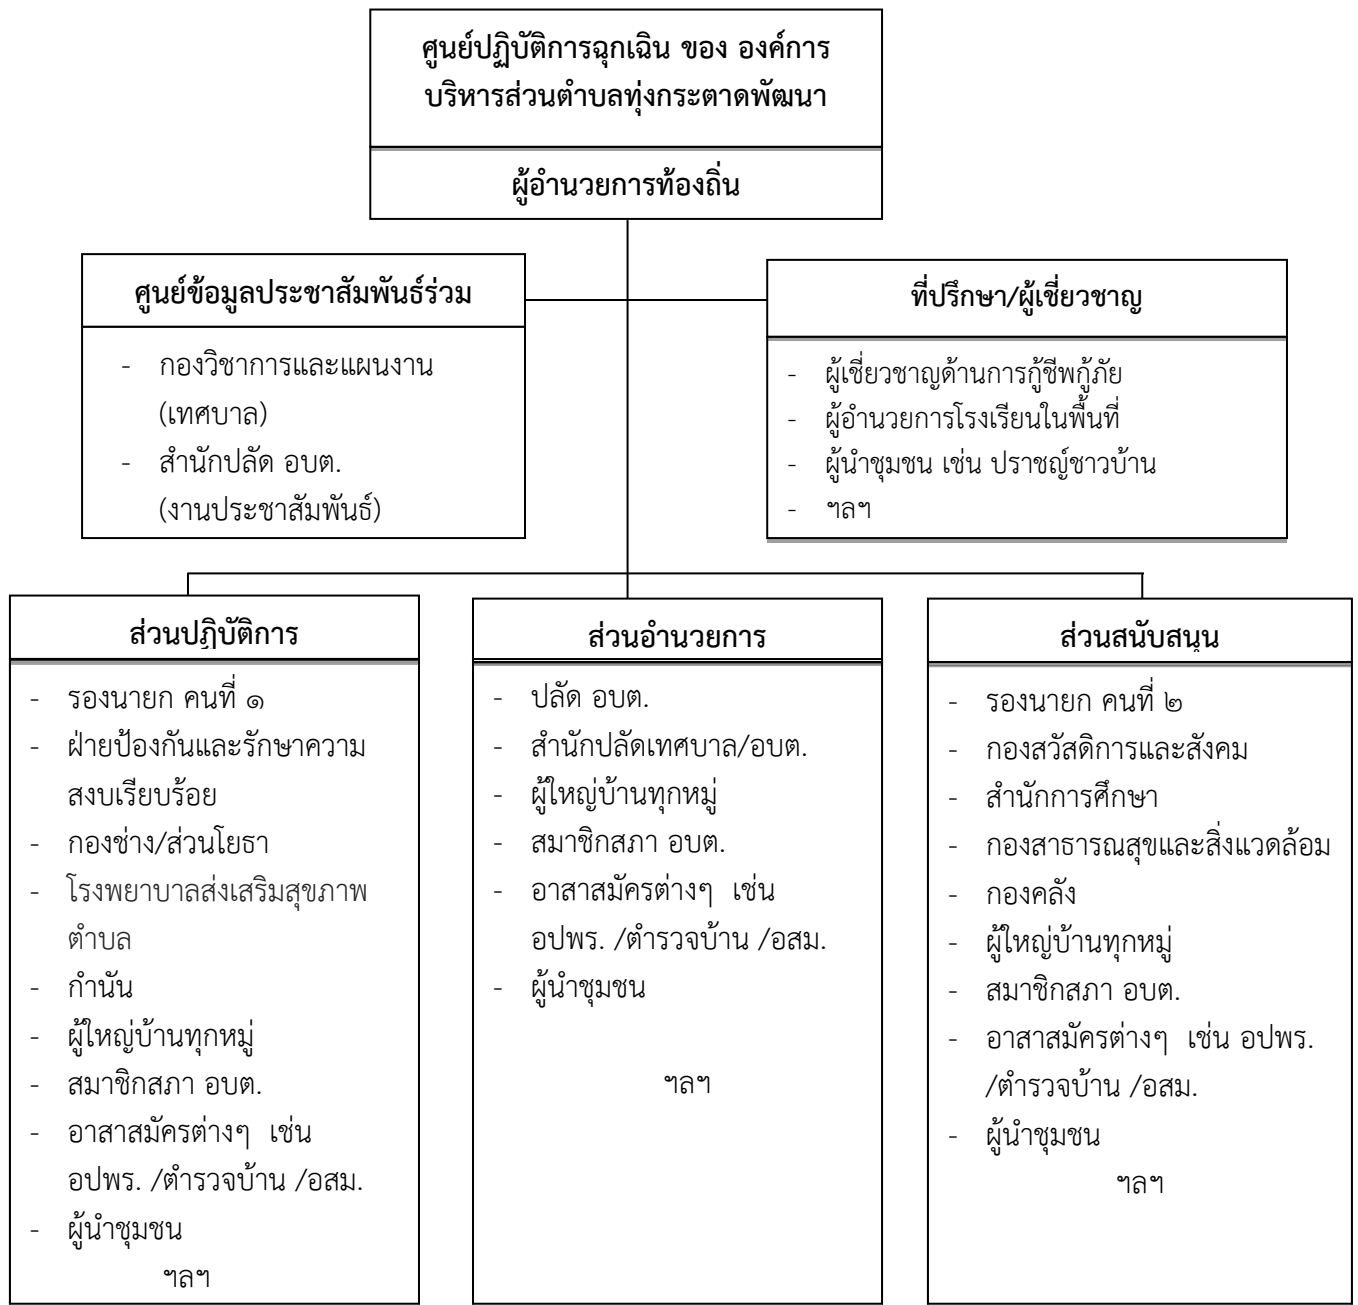 ศูนย์ปฏิบัติการฉุกเฉิน ของ องค์การ
บริหารส่วนตำบลทุ่งกระตาดพัฒนา
ผู้อำนวยการท้องถิ่น
ศูนย์ข้อมูลประชาสัมพันธ์ร่วม
- กองวิชาการและแผนงาน
(เทศบาล)
- สำนักปลัด อบต.
(งานประชาสัมพันธ์)
ที่ปรึกษา/ผู้เชี่ยวชาญ
- ผู้เชี่ยวชาญด้านการกู้ชีพกู้ภัย
- ผู้อำนวยการโรงเรียนในพื้นที่
- ผู้นำชุมชน เช่น ปราชญ์ชาวบ้าน
- ฯลฯ
ส่วนปฏิบัติการ
- รองนายก คนที่ ๑
- ฝ่ายป้องกันและรักษาความ
สงบเรียบร้อย
- กองช่าง/ส่วนโยธา
- โรงพยาบาลส่งเสริมสุขภาพ
ตำบล
- กำนัน
- ผู้ใหญ่บ้านทุกหมู่
- สมาชิกสภา อบต.
- อาสาสมัครต่างๆ เช่น
อปพร. /ตำรวจบ้าน /อสม.
- ผู้นำชุมชน
ฯลฯ
ส่วนอำนวยการ
- ปลัด อบต.
- สำนักปลัดเทศบาล/อบต.
- ผู้ใหญ่บ้านทุกหมู่
- สมาชิกสภา อบต.
- อาสาสมัครต่างๆ เช่น
อปพร. /ตำรวจบ้าน /อสม.
- ผู้นำชุมชน
ฯลฯ
ส่วนสนับสนุน
- รองนายก คนที่ ๒
- กองสวัสดิการและสังคม
- สำนักการศึกษา
- กองสาธารณสุขและสิ่งแวดล้อม
- กองคลัง
- ผู้ใหญ่บ้านทุกหมู่
- สมาชิกสภา อบต.
- อาสาสมัครต่างๆ เช่น อปพร.
/ตำรวจบ้าน /อสม.
- ผู้นำชุมชน
ฯลฯ